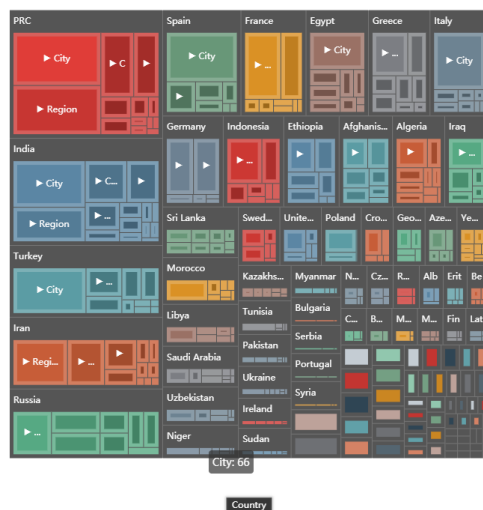 PRC
Spain
France
Egypt
Greece
Italy
▶ City
▶ C
▶
▶ City
▶ ...
▶ City
▶ ...
▶ City
▶
▶ Region
Germany
Indonesia
Ethiopia
Afghanis...
Algeria
Iraq
India
▶
▶
▶ ...
▶
▶ ...
▶ ...
▶ ...
▶ City
▶ C...
▶
▶ Region
▶ ...
Sri Lanka
Swed...
Unite...
Poland
Cro...
Geo...
Aze...
Ye...
Turkey
▶ City
▶ ...
Morocco
Kazakhs...
Myanmar
N...
Cz...
R...
Alb
Erit
Be
Libya
Tunisia
Bulgaria
C...
B...
M...
M...
Fin
Lat
Iran
▶ Regi...
▶ ...
▶
Saudi Arabia
Pakistan
Serbia
Ukraine
Portugal
Russia
▶ ...
Uzbekistan
Ireland
Syria
Niger
Sudan
City: 66
Country